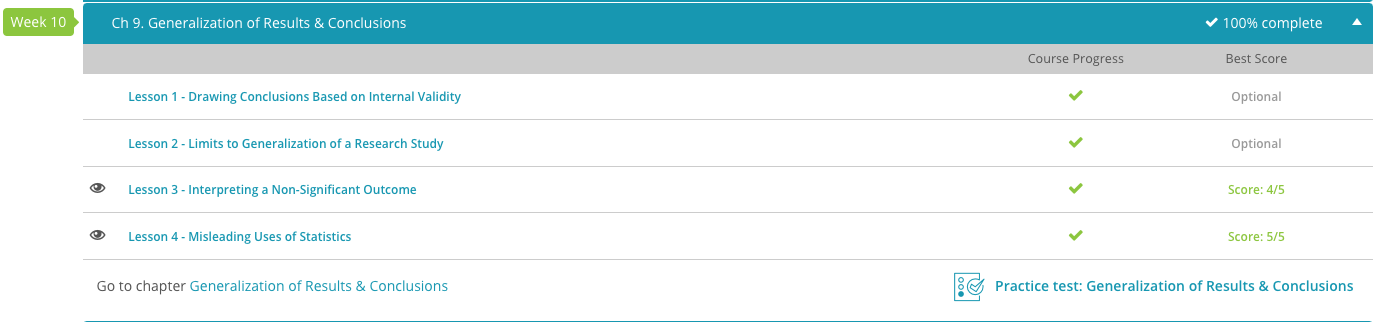 Week 10
Ch 9. Generalization of Results & Conclusions
100% complete
Course Progress
Best Score
Lesson 1 - Drawing Conclusions Based on Internal Validity
Optional
Lesson 2 - Limits to Generalization of a Research Study
Optional
Lesson 3 - Interpreting a Non-Significant Outcome
Score: 4/5
Lesson 4 - Misleading Uses of Statistics
Score: 5/5
Go to chapter Generalization of Results & Conclusions
Practice test: Generalization of Results & Conclusions